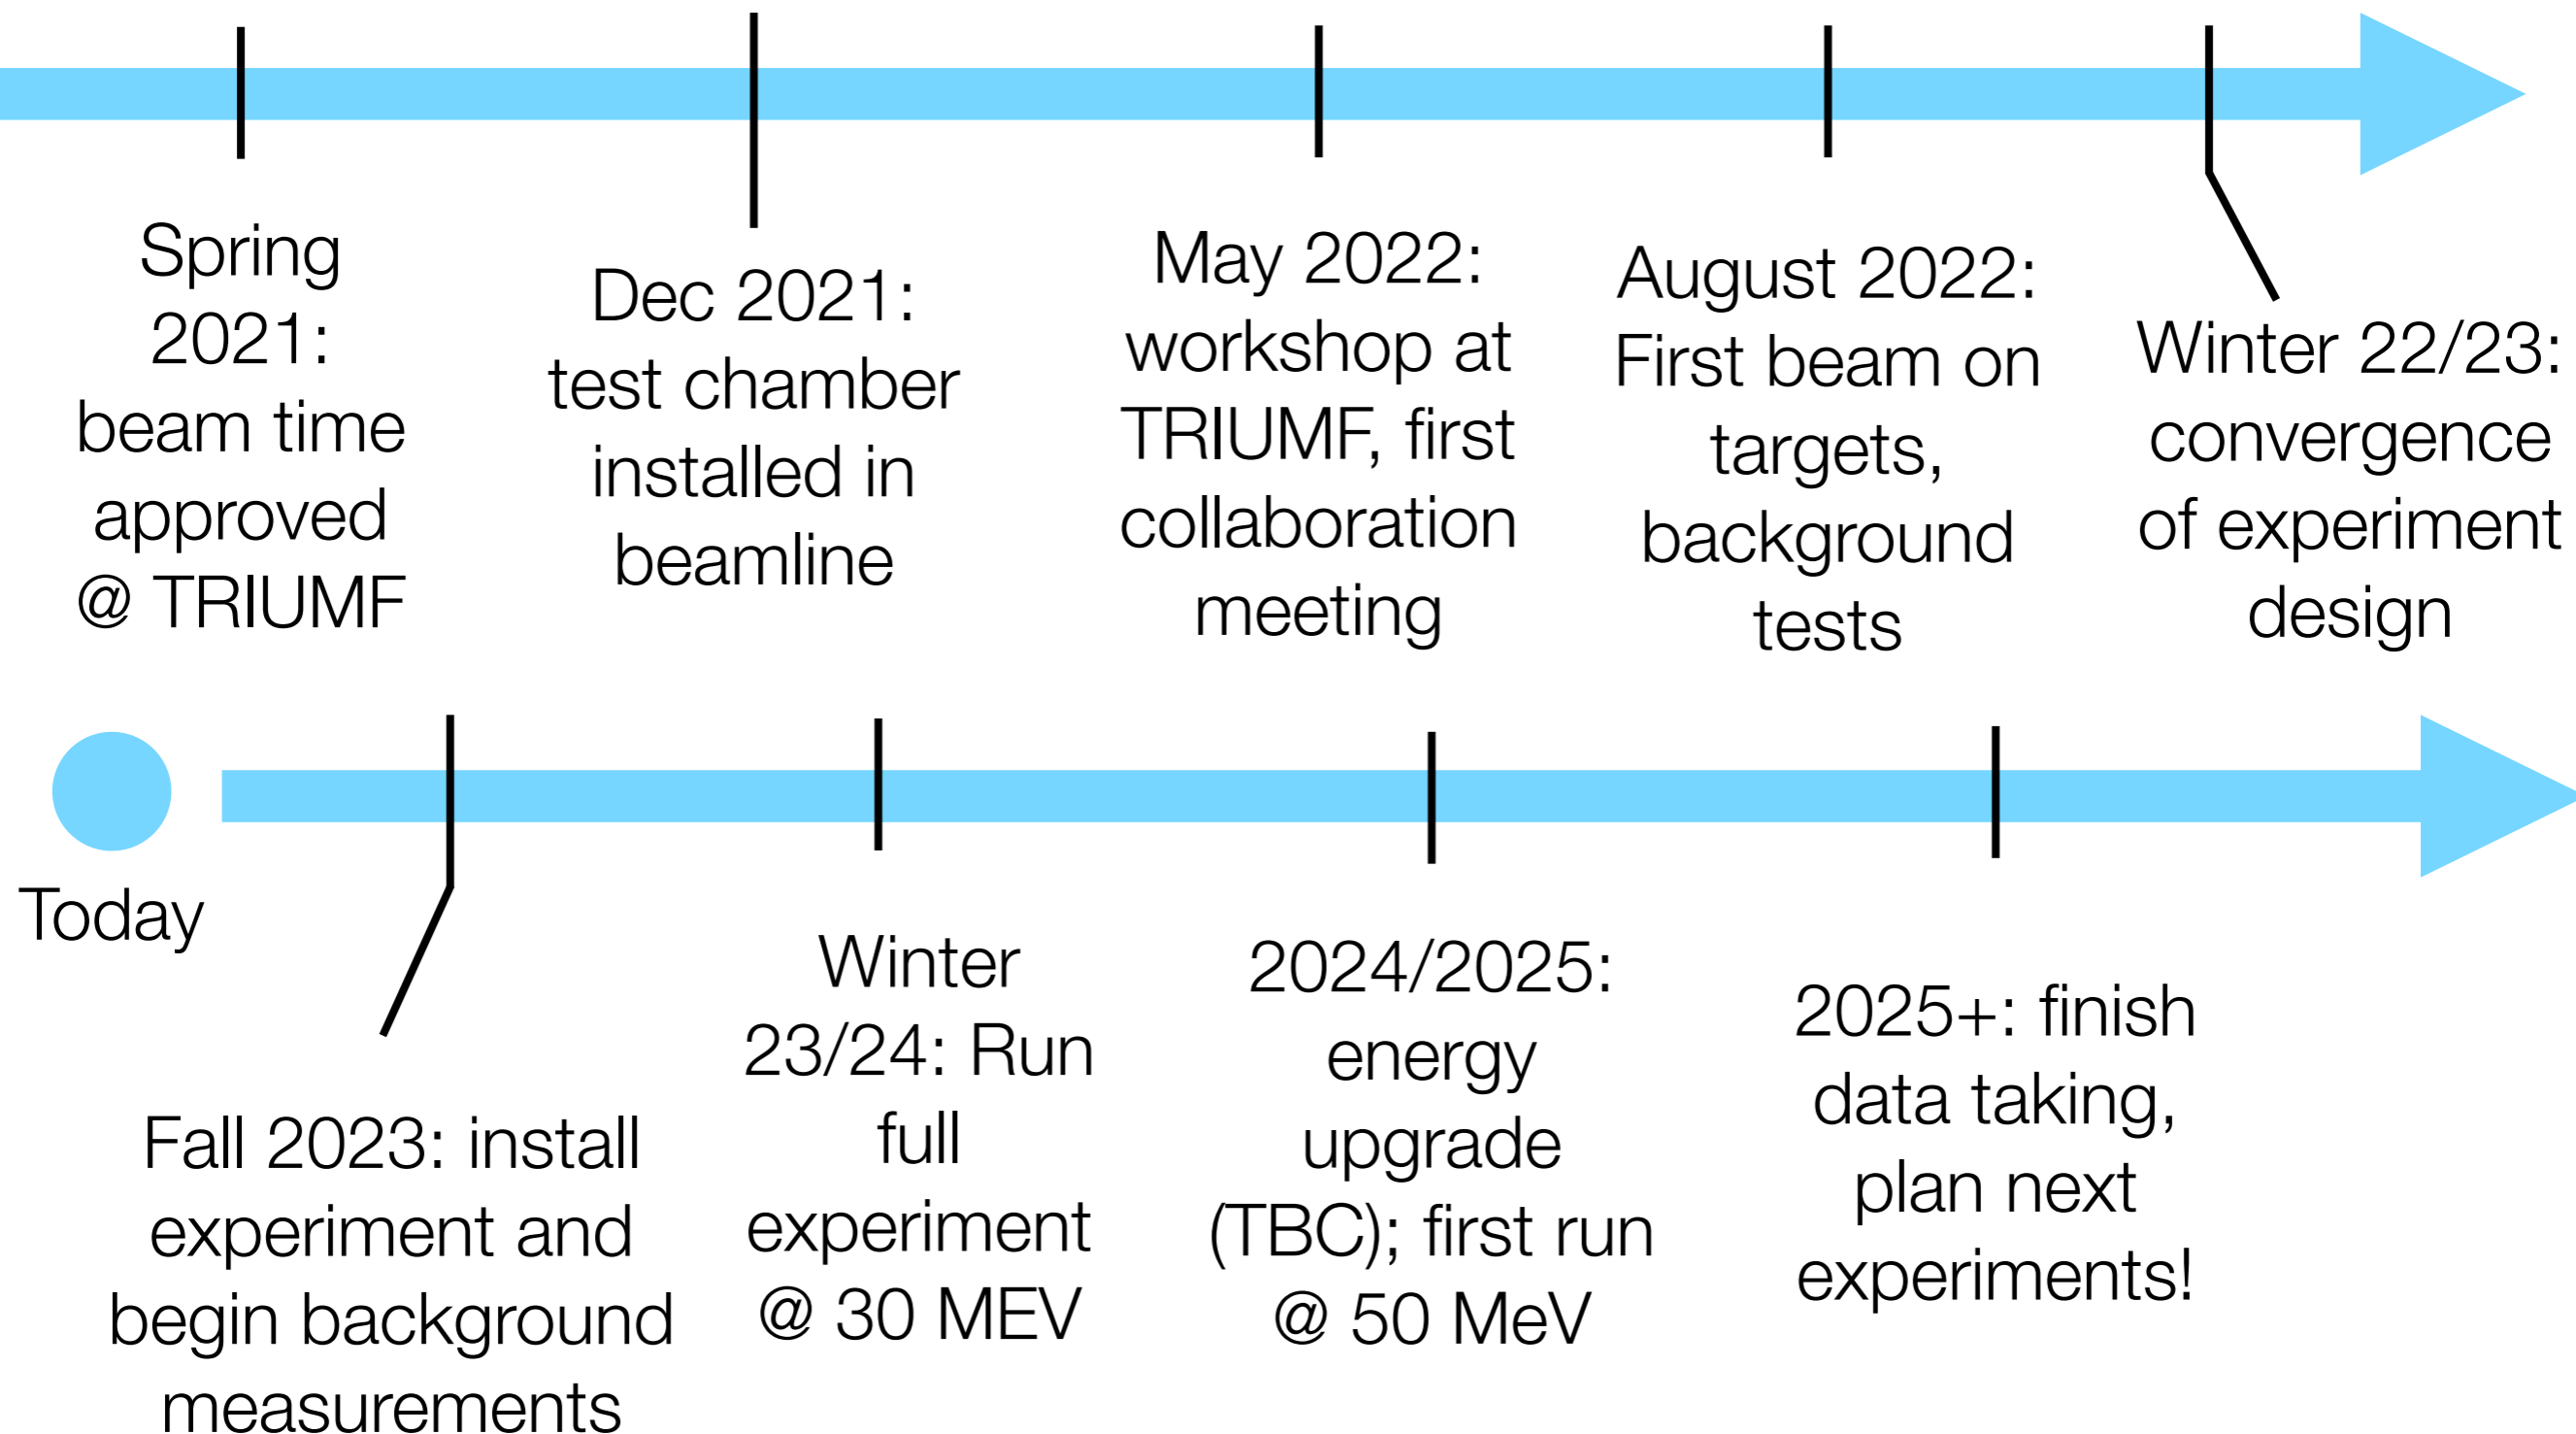 Spring
2021:
beam time
approved
@ TRIUMF
Dec 2021:
test chamber
installed in
beamline
May 2022:
workshop at
TRIUMF, first
collaboration
meeting
August 2022:
First beam on
targets,
background
tests
Winter 22/23:
convergence
of experiment
design
Today
Fall 2023: install
experiment and
begin background
measurements
Winter
23/24: Run
full
experiment
@ 30 MEV
2024/2025:
energy
upgrade
(TBC); first run
@ 50 MeV
2025+: finish
data taking,
plan next
experiments!